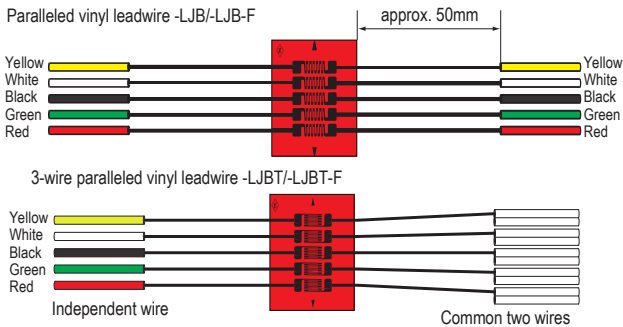 Paralleled vinyl leadwire -LJB/-LJB-F
approx. 50mm
Yellow Yellow
White White
Black Black
Green Green
Red Red
3-wire paralleled vinyl leadwire -LJBT/-LJBT-F
Yellow
White
Black
Green
Red
Independent wire
Common two wires